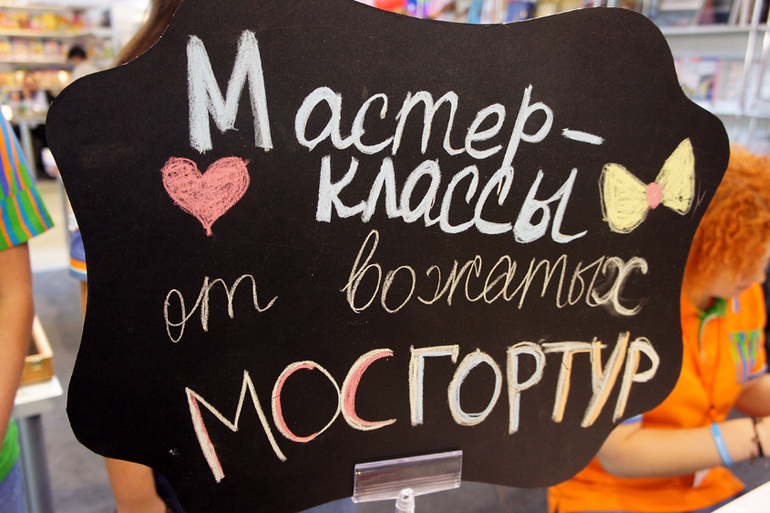 Мастер-
классы
от вожатых
МОСГОРТУР